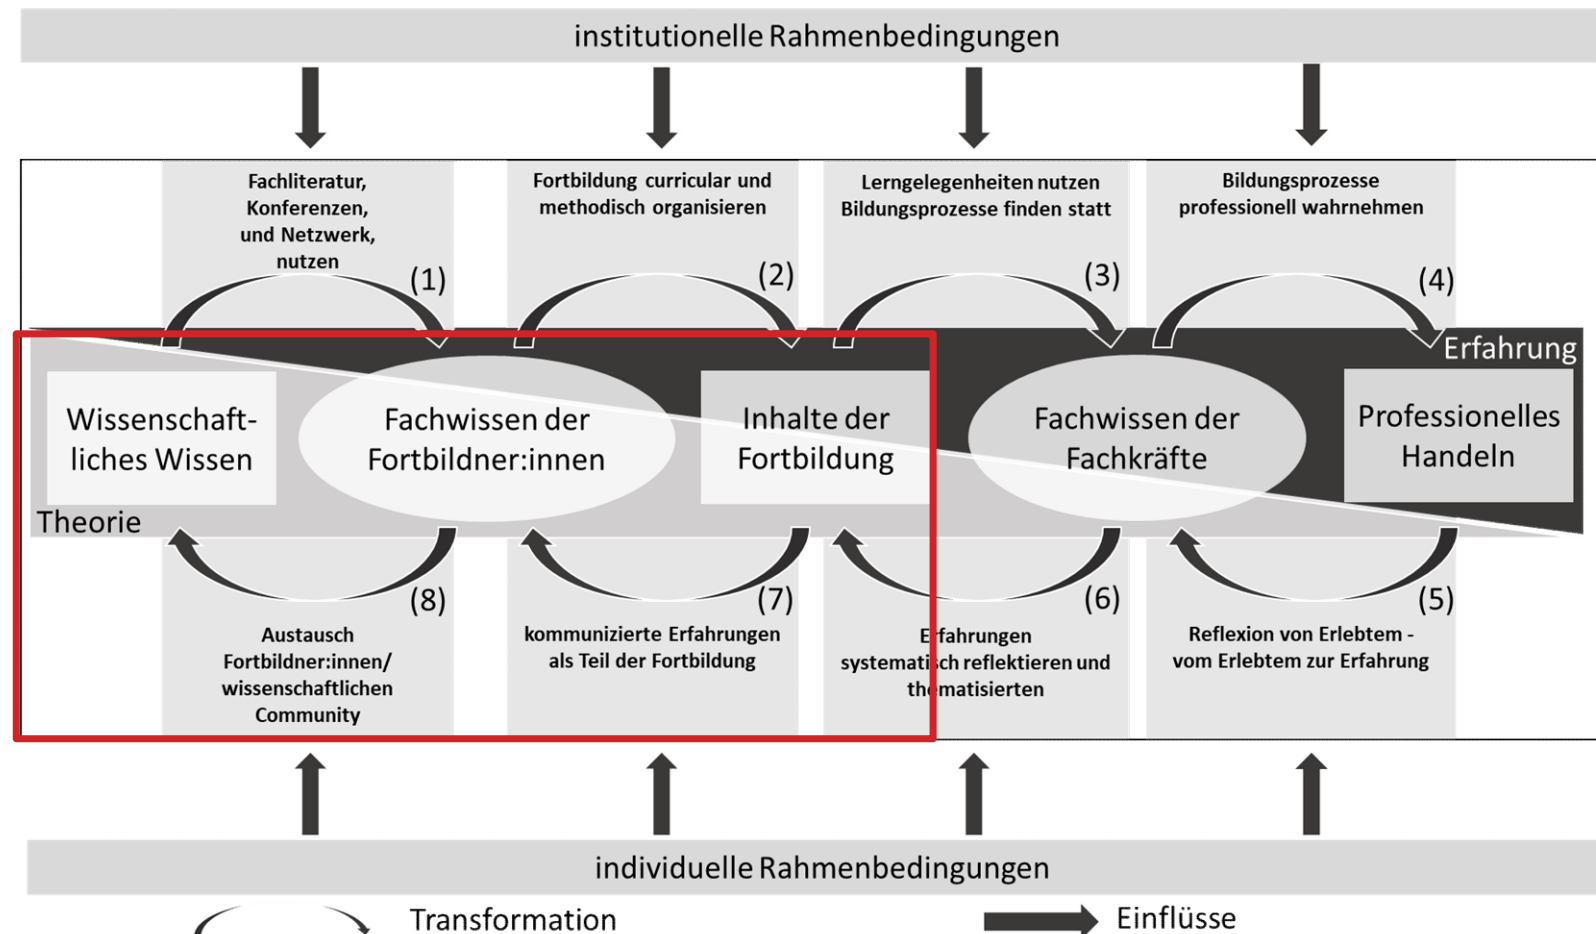 institutionelle Rahmenbedingungen
Fachliteratur,
Konferenzen,
und Netzwerk,
nutzen
(1)
Fortbildung curricular und
methodisch organisieren
(2)
Lerngelegenheiten nutzen
Bildungsprozesse finden statt
(3)
Bildungsprozesse
professionell wahrnehmen
(4)
Erfahrung
Wissenschaft-
liches Wissen
Fachwissen der
Fortbildner:innen
Inhalte der
Fortbildung
Fachwissen der
Fachkräfte
Professionelles
Handeln
Theorie
(8)
Austausch
Fortbildner:innen/
wissenschaftlichen
Community
(7)
kommunizierte Erfahrungen
als Teil der Fortbildung
(6)
Erfahrungen
systematisch reflektieren und
thematisierten
(5)
Reflexion von Erlebtem -
vom Erlebtem zur Erfahrung
individuelle Rahmenbedingungen
Transformation
Einflüsse